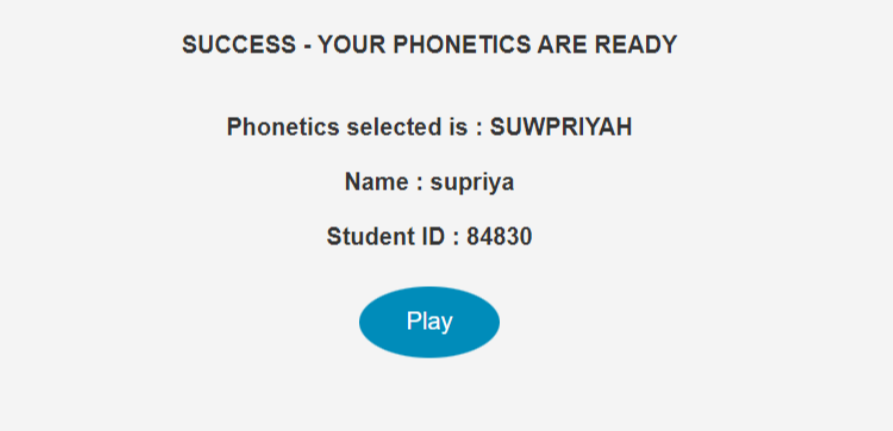 SUCCESS - YOUR PHONETICS ARE READY
Phonetics selected is : SUWPRIYAH
Name : supriya
Student ID : 84830
Play